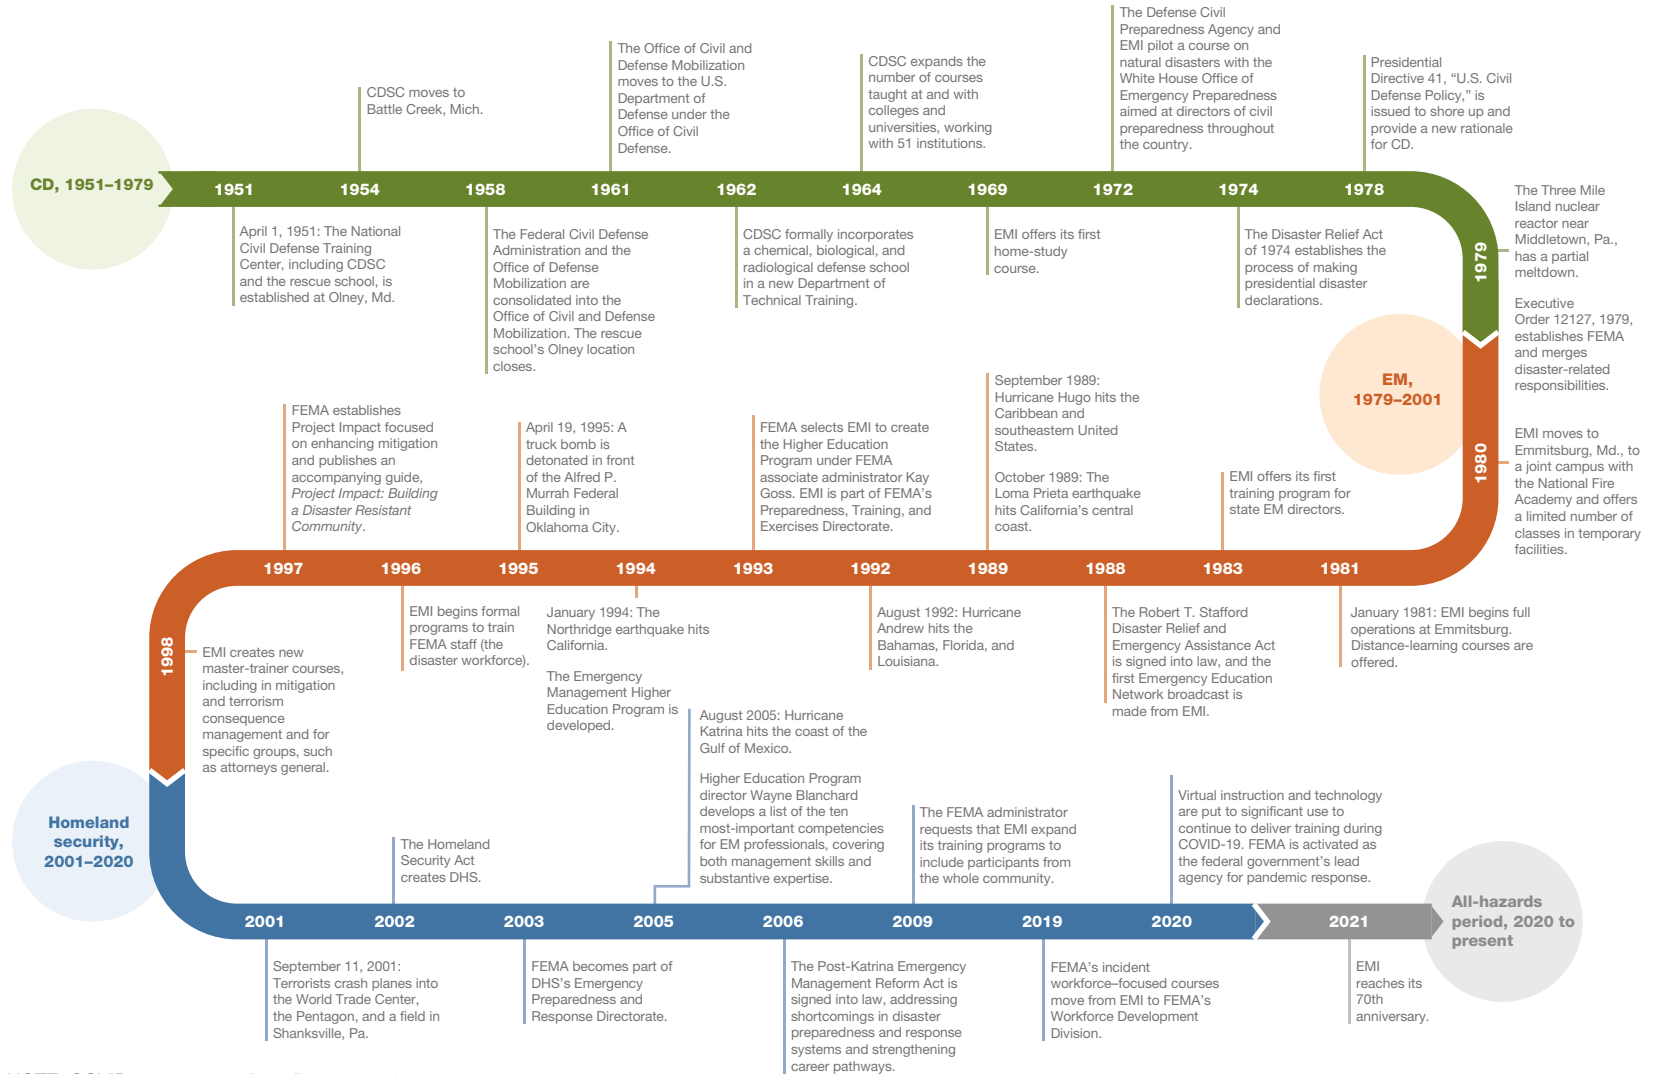 CD, 1951–1979
1951
April 1, 1951: The National
Civil Defense Training
Center, including CDSC
and the rescue school, is
established at Olney, Md.
1954
CDSC moves to
Battle Creek, Mich.
1958
The Federal Civil Defense
Administration and the
Office of Defense
Mobilization are
consolidated into the
Office of Civil and Defense
Mobilization. The rescue
school’s Olney location
closes.
1961
The Office of Civil and
Defense Mobilization
moves to the U.S.
Department of
Defense under the
Office of Civil
Defense.
1962
CDSC formally incorporates
a chemical, biological, and
radiological defense school
in a new Department of
Technical Training.
1964
CDSC expands the
number of courses
taught at and with
colleges and
universities, working
with 51 institutions.
1969
EMI offers its first
home-study
course.
1972
The Defense Civil
Preparedness Agency and
EMI pilot a course on
natural disasters with the
White House Office of
Emergency Preparedness
aimed at directors of civil
preparedness throughout
the country.
1974
The Disaster Relief Act
of 1974 establishes the
process of making
presidential disaster
declarations.
1978
Presidential
Directive 41, “U.S. Civil
Defense Policy,” is
issued to shore up and
provide a new rationale
for CD.
1979
The Three Mile
Island nuclear
reactor near
Middletown, Pa.,
has a partial
meltdown.
Executive
Order 12127, 1979,
establishes FEMA
and merges
disaster-related
responsibilities.
EM,
1979–2001
1980
EMI moves to
Emmitsburg, Md., to
a joint campus with
the National Fire
Academy and offers
a limited number of
classes in temporary
facilities.
1981
January 1981: EMI begins full
operations at Emmitsburg.
Distance-learning courses are
offered.
1983
EMI offers its first
training program for
state EM directors.
1988
The Robert T. Stafford
Disaster Relief and
Emergency Assistance Act
is signed into law, and the
first Emergency Education
Network broadcast is
made from EMI.
1989
September 1989:
Hurricane Hugo hits the
Caribbean and
southeastern United
States.
October 1989: The
Loma Prieta earthquake
hits California’s central
coast.
1992
August 1992: Hurricane
Andrew hits the
Bahamas, Florida, and
Louisiana.
1993
FEMA selects EMI to create
the Higher Education
Program under FEMA
associate administrator Kay
Goss. EMI is part of FEMA’s
Preparedness, Training, and
Exercises Directorate.
1994
January 1994: The
Northridge earthquake hits
California.
The Emergency
Management Higher
Education Program is
developed.
1995
April 19, 1995: A
truck bomb is
detonated in front
of the Alfred P.
Murrah Federal
Building in
Oklahoma City.
1996
EMI begins formal
programs to train
FEMA staff (the
disaster workforce).
1997
FEMA establishes
Project Impact focused
on enhancing mitigation
and publishes an
accompanying guide,
Project Impact: Building
a Disaster Resistant
Community.
1998
EMI creates new
master-trainer courses,
including in mitigation
and terrorism
consequence
management and for
specific groups, such
as attorneys general.
Homeland
security,
2001–2020
2001
September 11, 2001:
Terrorists crash planes into
the World Trade Center,
the Pentagon, and a field in
Shanksville, Pa.
2002
The Homeland
Security Act
creates DHS.
2003
FEMA becomes part of
DHS’s Emergency
Preparedness and
Response Directorate.
2005
August 2005: Hurricane
Katrina hits the coast of the
Gulf of Mexico.
Higher Education Program
director Wayne Blanchard
develops a list of the ten
most-important competencies
for EM professionals, covering
both management skills and
substantive expertise.
2006
The Post-Katrina Emergency
Management Reform Act is
signed into law, addressing
shortcomings in disaster
preparedness and response
systems and strengthening
career pathways.
2009
The FEMA administrator
requests that EMI expand
its training programs to
include participants from
the whole community.
2019
FEMA’s incident
workforce–focused courses
move from EMI to FEMA’s
Workforce Development
Division.
2020
Virtual instruction and technology
are put to significant use to
continue to deliver training during
COVID-19. FEMA is activated as
the federal government’s lead
agency for pandemic response.
2021
EMI
reaches its
70th
anniversary.
All-hazards
period, 2020 to
present